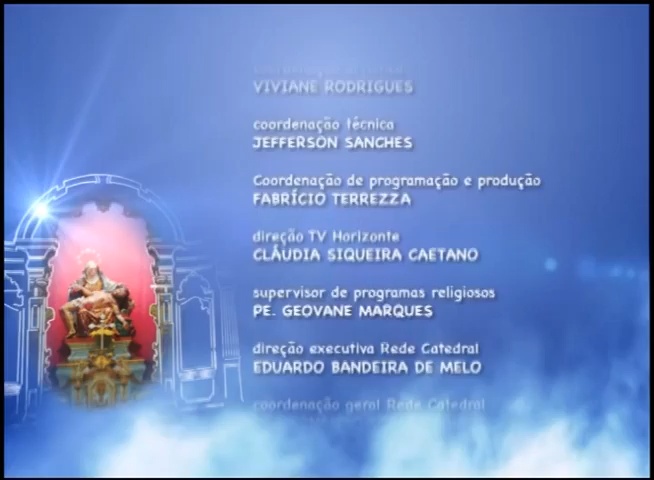 VIVIANE RODRIGUES
coordenação técnica
JEFFERSON SANCHES
Coordenação de programação e produção
FABRÍCIO TERREZZA
direção TV Horizonte
CLÁUDIA SIQUEIRA CAETANO
supervisor de programas religiosos
PE. GEOVANE MARQUES
direção executiva Rede Catedral
EDUARDO BANDEIRA DE MELO
coordenação geral Rede Catedral